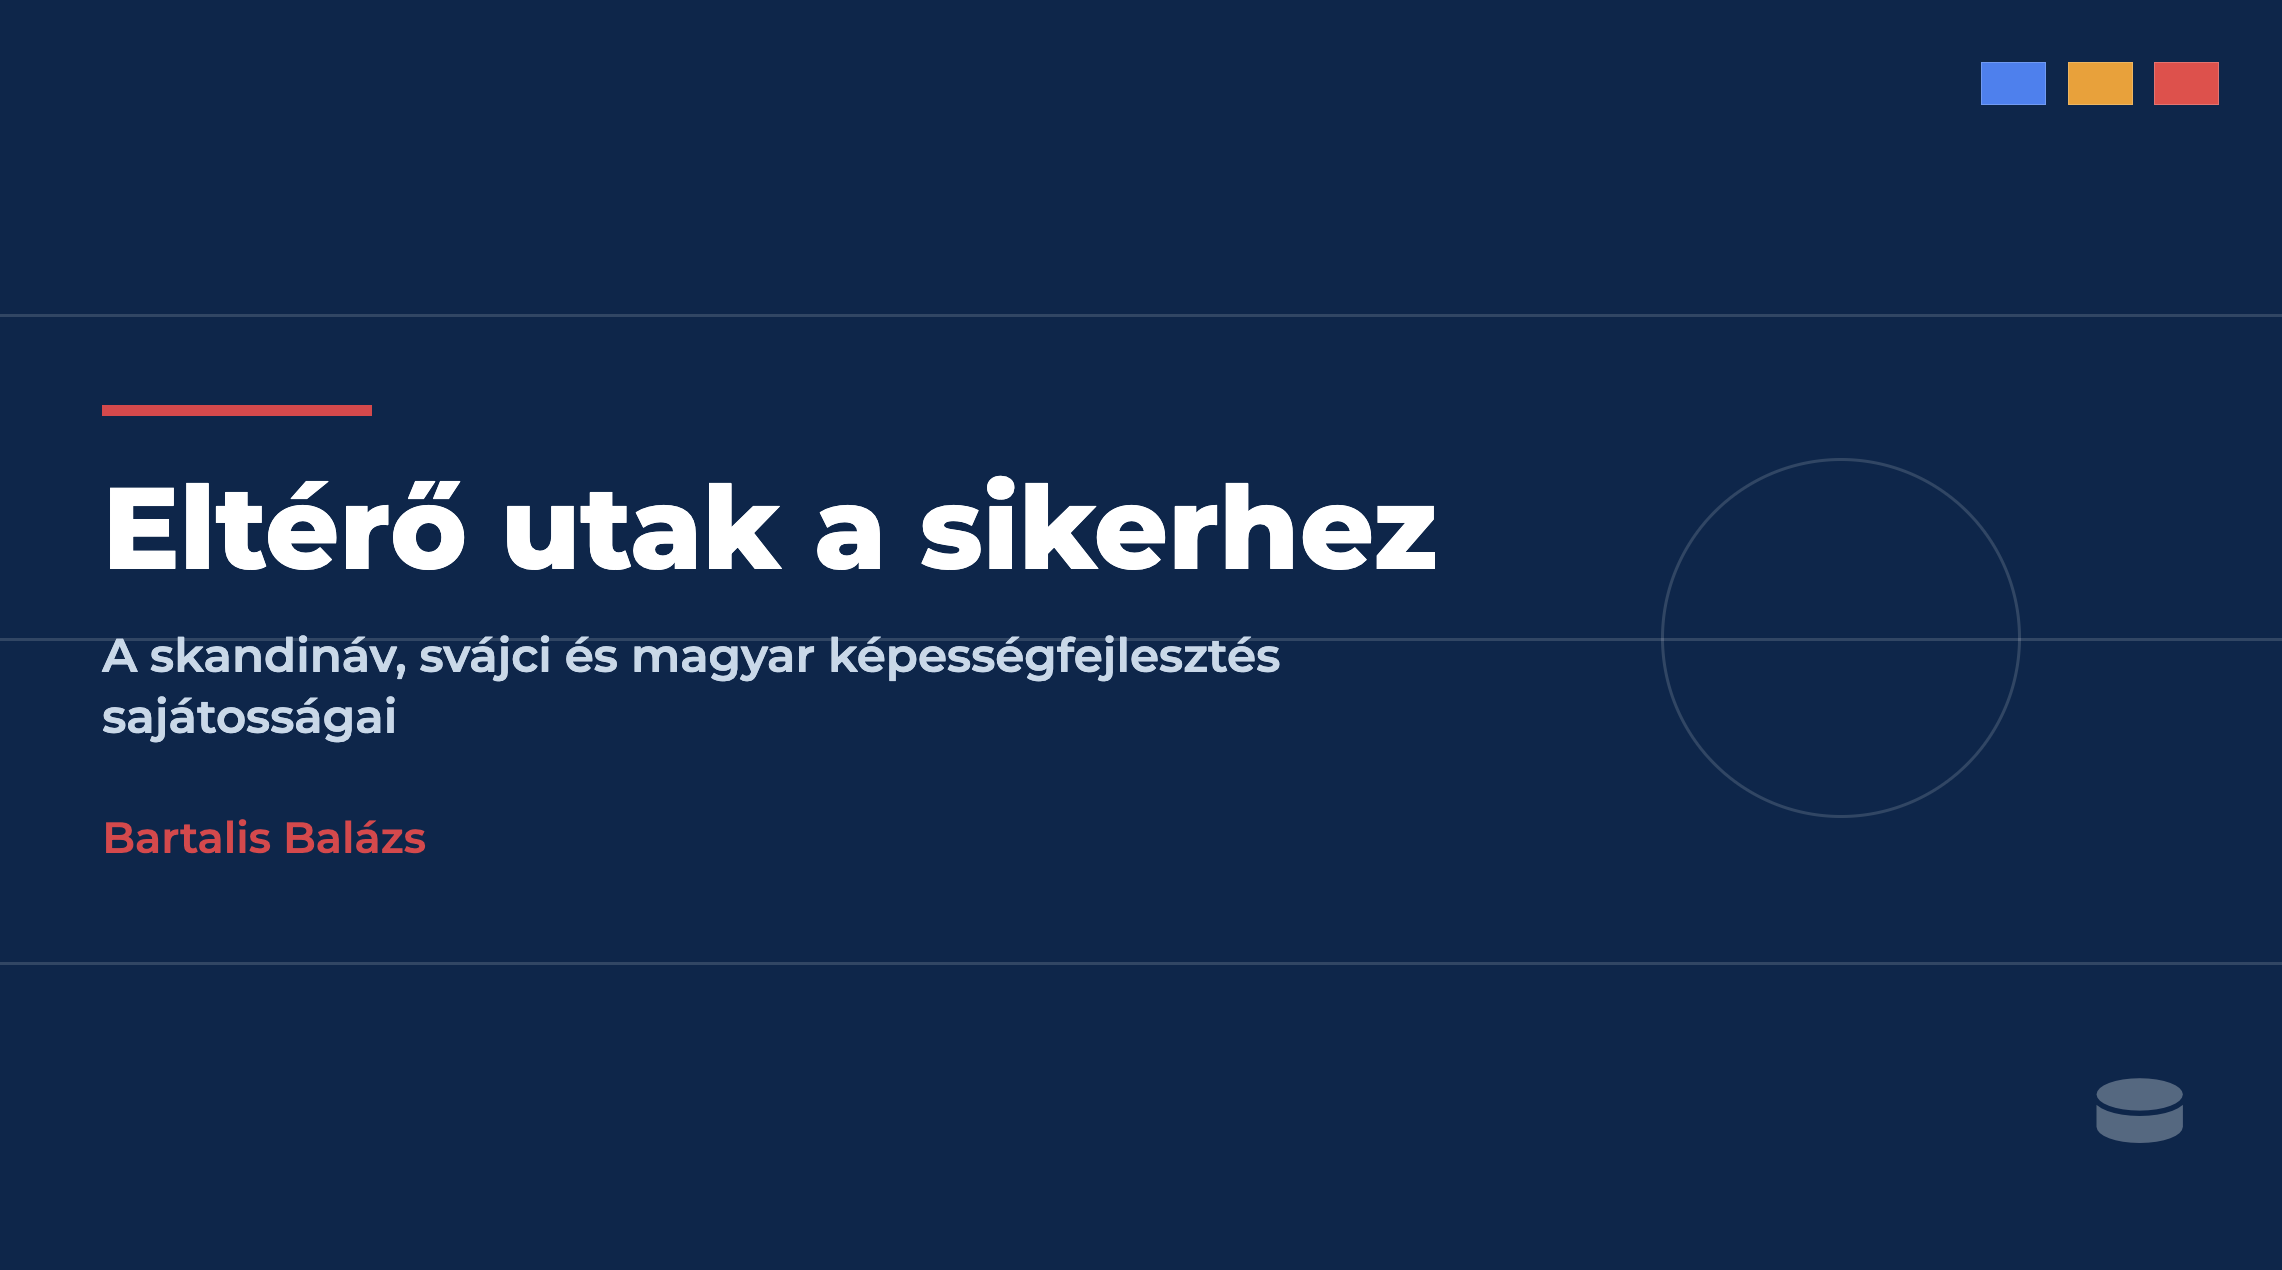 Eltérő utak a sikerhez
A skandináv, svájci és magyar képességfejlesztés
sajátosságai
Bartalis Balázs